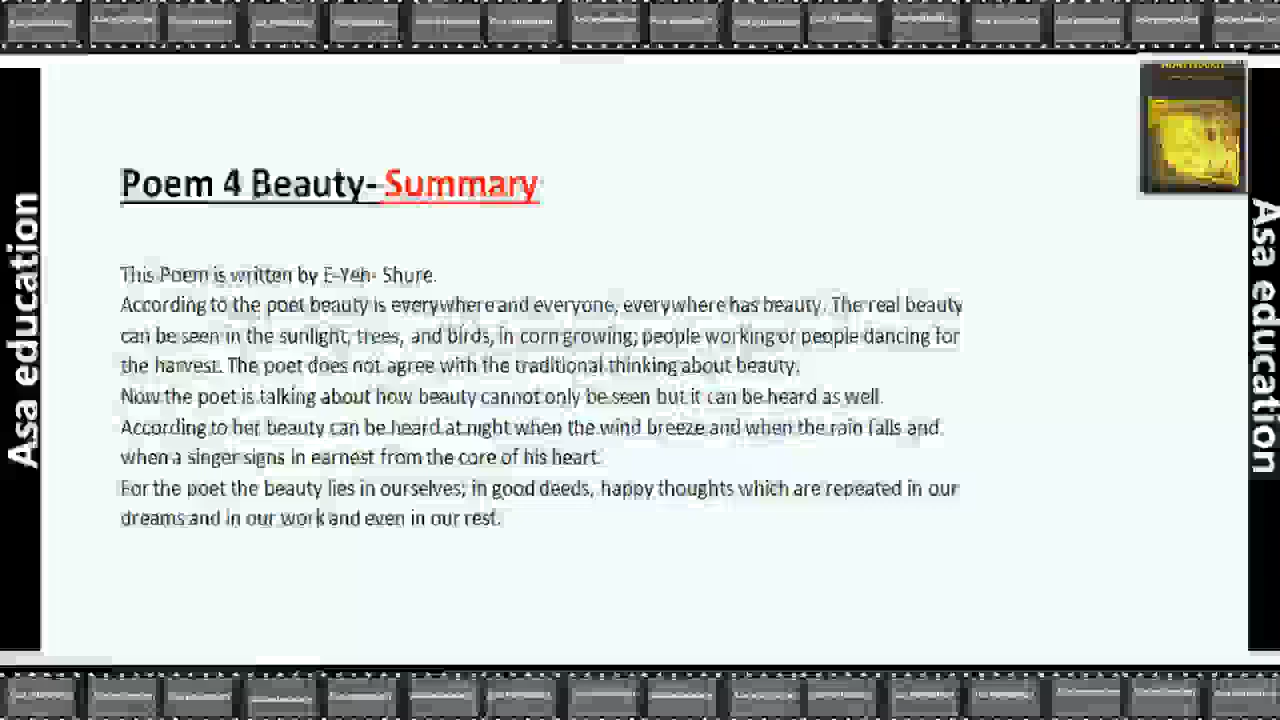 Poem 4 Beauty- Summary
This Poem is written by E-Yeh- Shure.
According to the poet beauty is everywhere and everyone, everywhere has beauty. The real beauty
can be seen in the sunlight, trees, and birds, in corn growing; people working or people dancing for
the harvest. The poet does not agree with the traditional thinking about beauty.
Now the poet is talking about how beauty cannot only be seen but it can be heard as well.
According to her beauty can be heard at night when the wind breeze and when the rain falls and
when a singer signs in earnest from the core of his heart.
For the poet the beauty lies in ourselves; in good deeds, happy thoughts which are repeated in our
dreams and in our work and even in our rest.
Asa education
Asa education